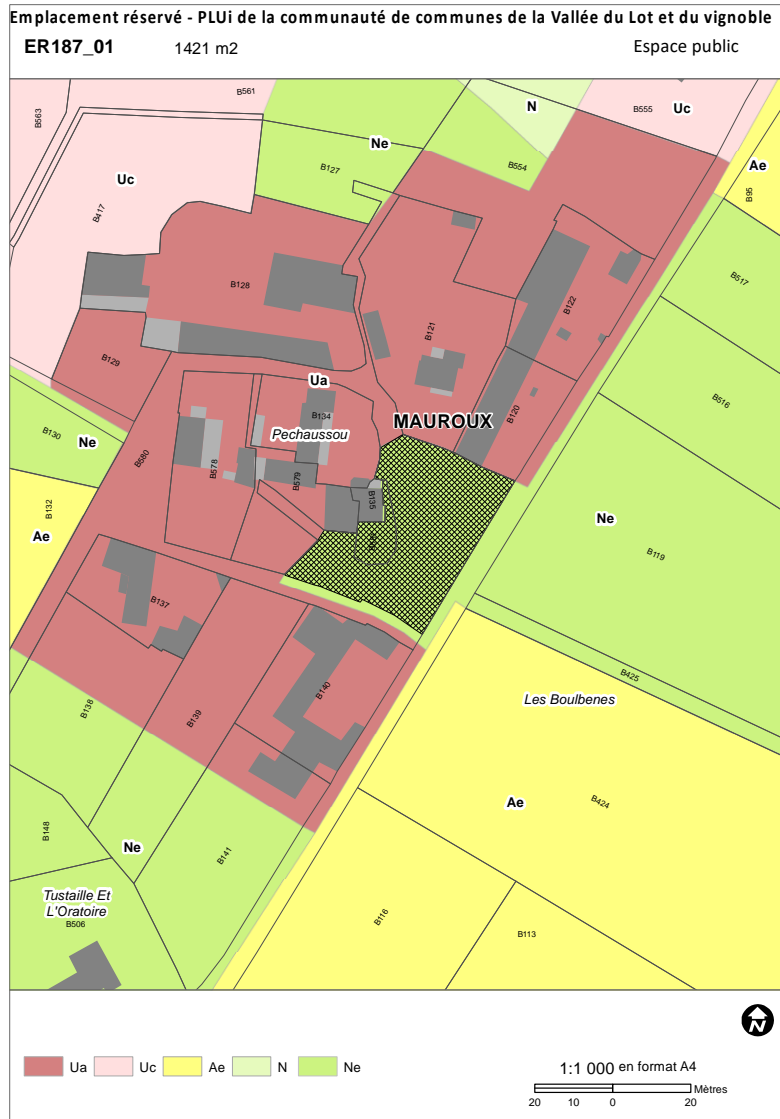 Emplacement réservé - PLUi de la communauté de communes de la Vallée du Lot et du vignoble
ER187_01 1421 m2 Espace public
B561
B563
N
B555
Uc
Ne
B127
B554
Ae
B95
Uc
B417
B517
B128
B122
B121
B129
Ua
B516
B134
B120
MAUROUX
Pechaussou
B130
Ne
B580
B578
B579
B135
B132
Ae
Ne
B119
B137
B425
Les Boulbenes
B140
B138
B139
Ae
B424
B148
Ne
B141
Tustaille Et
L'Oratoire
B506
B116
B113
N
Ua Uc Ae N Ne
1:1 000 en format A4
Mètres
20 10 0 20